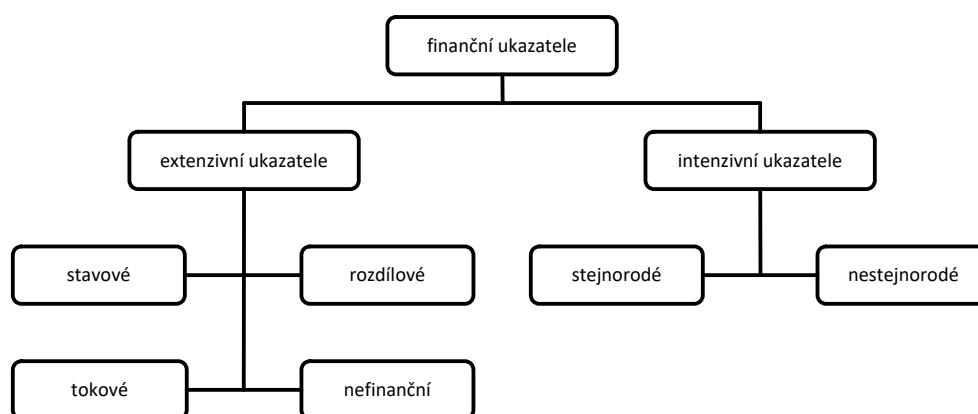 finanční ukazatele
extenzivní ukazatele
intenzivní ukazatele
stavové
rozdílové
stejnorodé
nestejnorodé
tokové
nefinanční